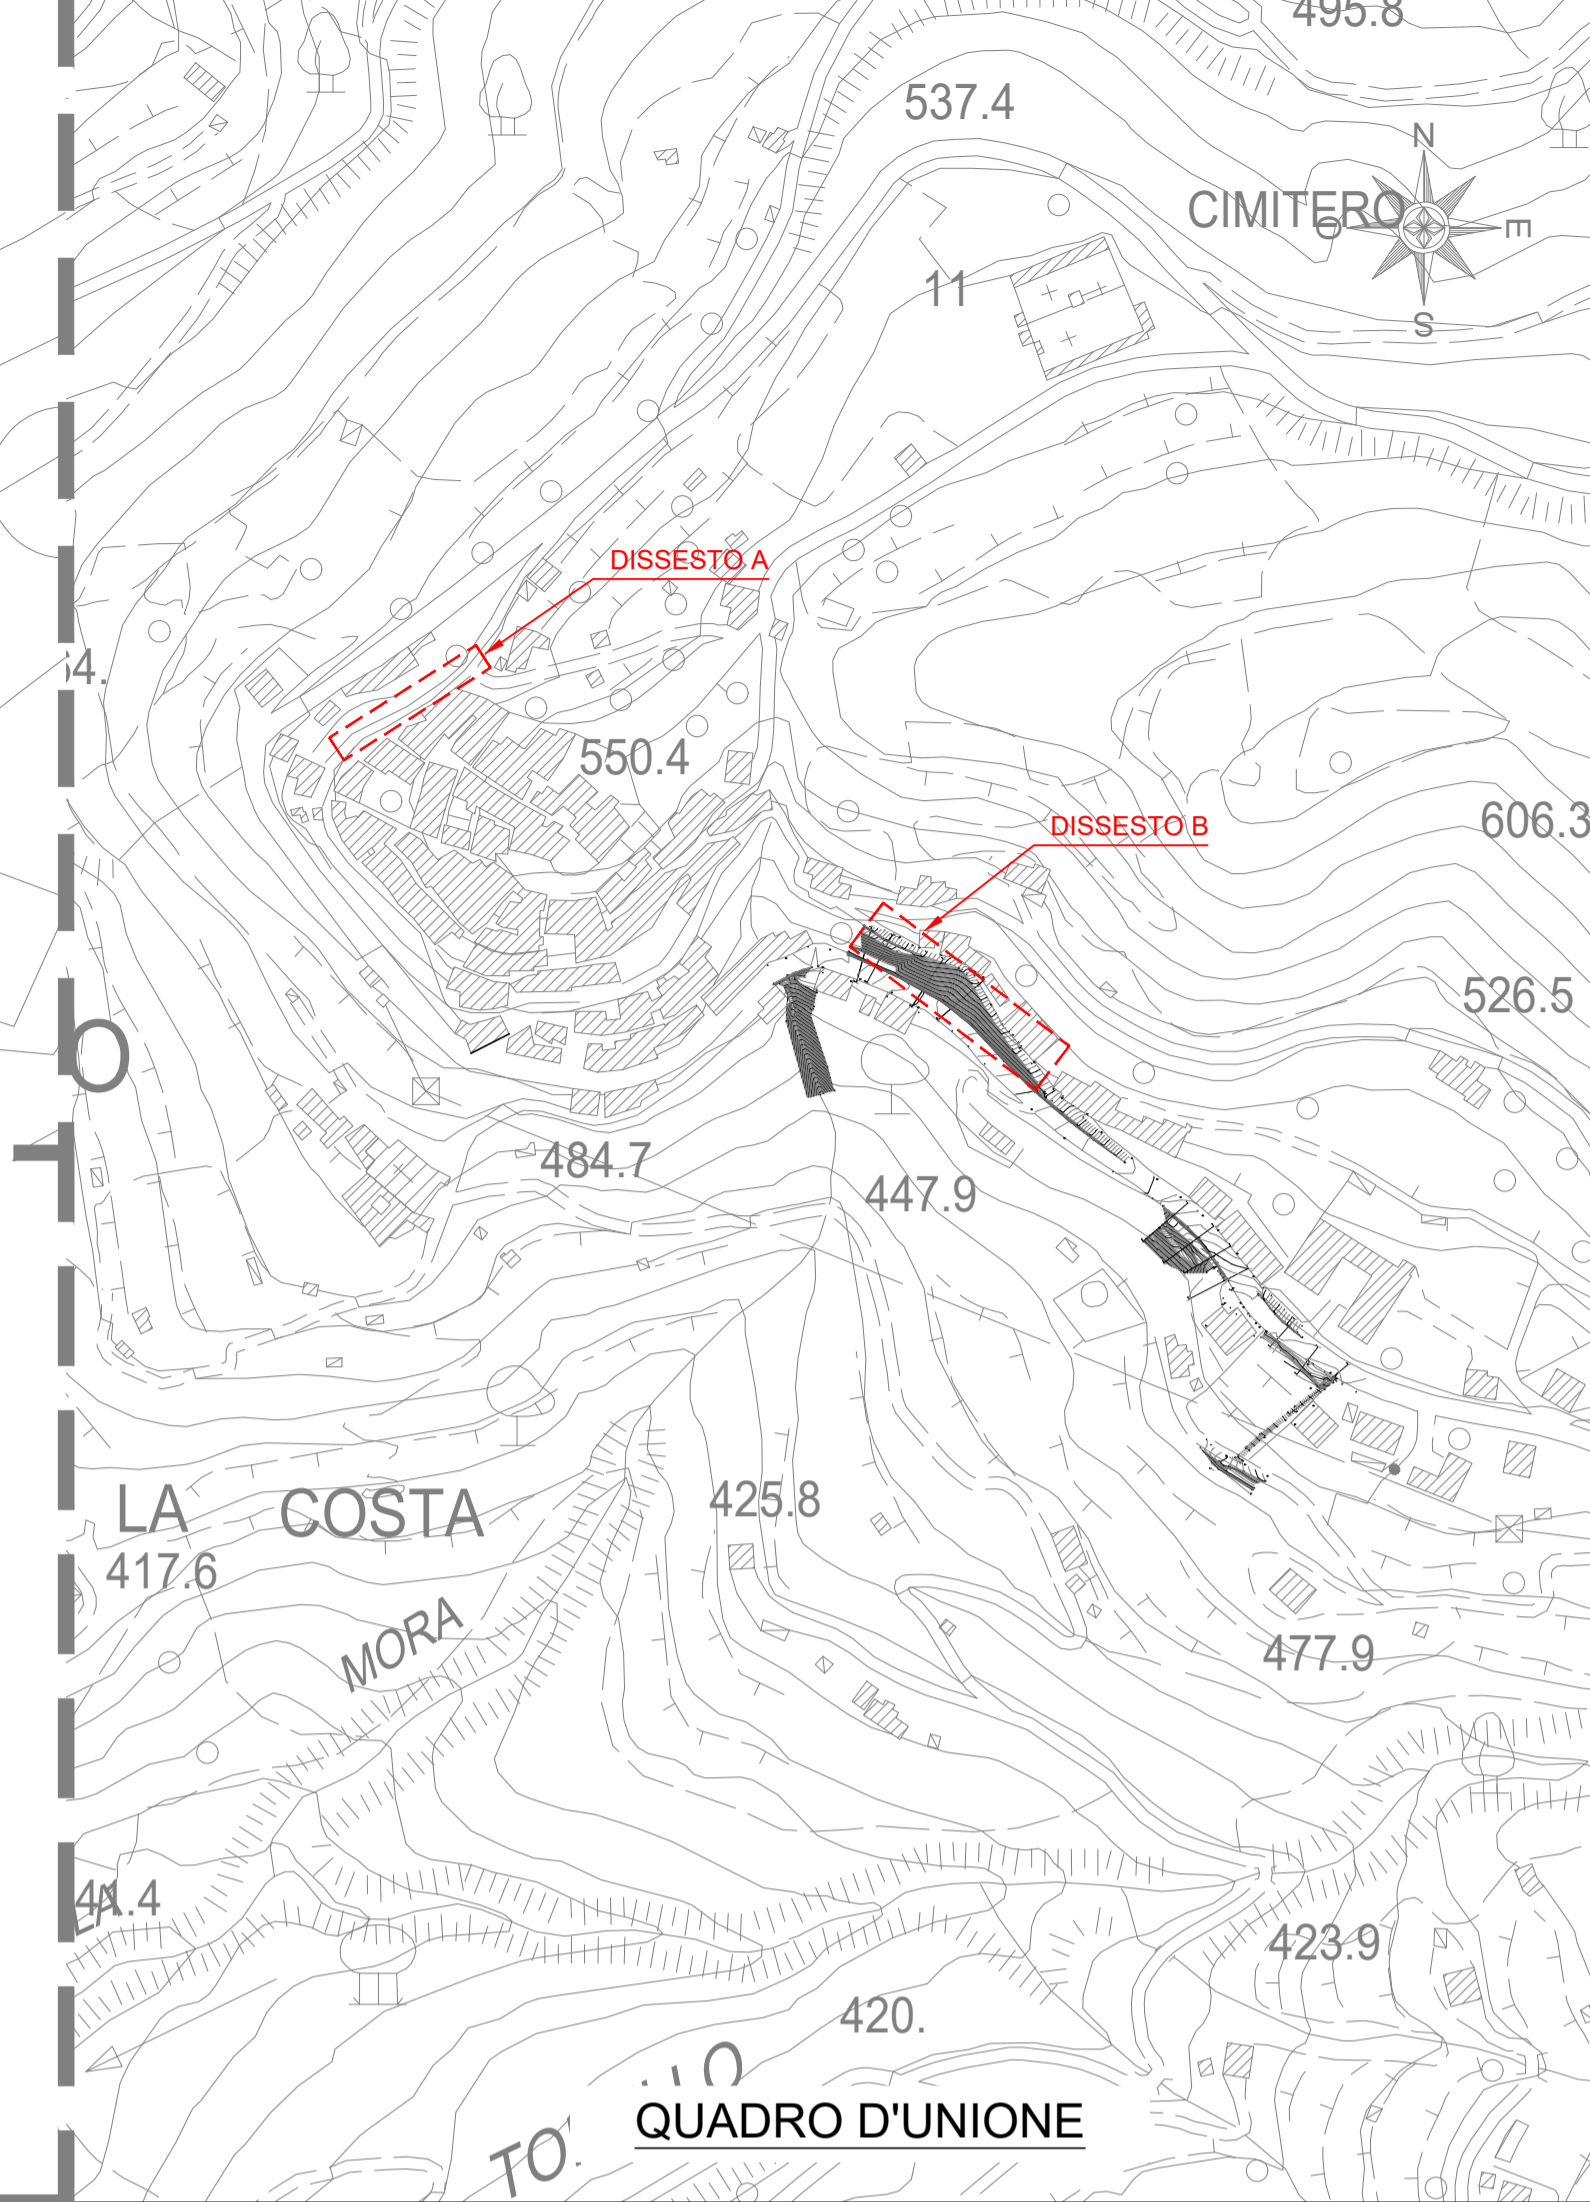 495.8
537.4
N
CIMITERO
O
E
11
S
DISSESTO A
550.4
DISSESTO B
606.3
526.5
O
484.7
447.9
LA COSTA
425.8
417.6
MORA
477.9
LA
423.9
420.
QUADRO D'UNIONE